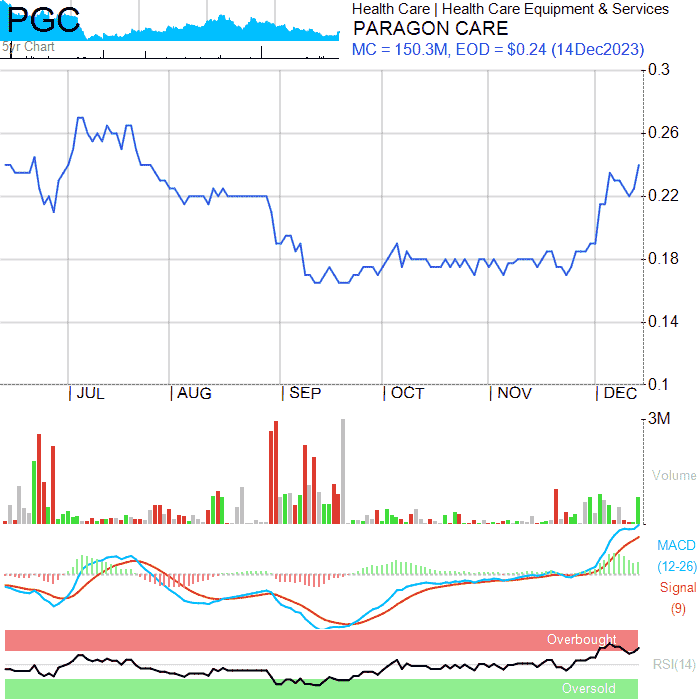 PGC
5yr Chart
Health Care | Health Care Equipment & Services
PARAGON CARE
MC = 150.3M, EOD = $0.24 (14Dec2023)
0.3
0.26
0.22
0.18
0.14
0.1
JUL
AUG
SEP
OCT
NOV
DEC
3M
Volume
MACD
(12-26)
Signal
(9)
Overbought
RSI(14)
Oversold